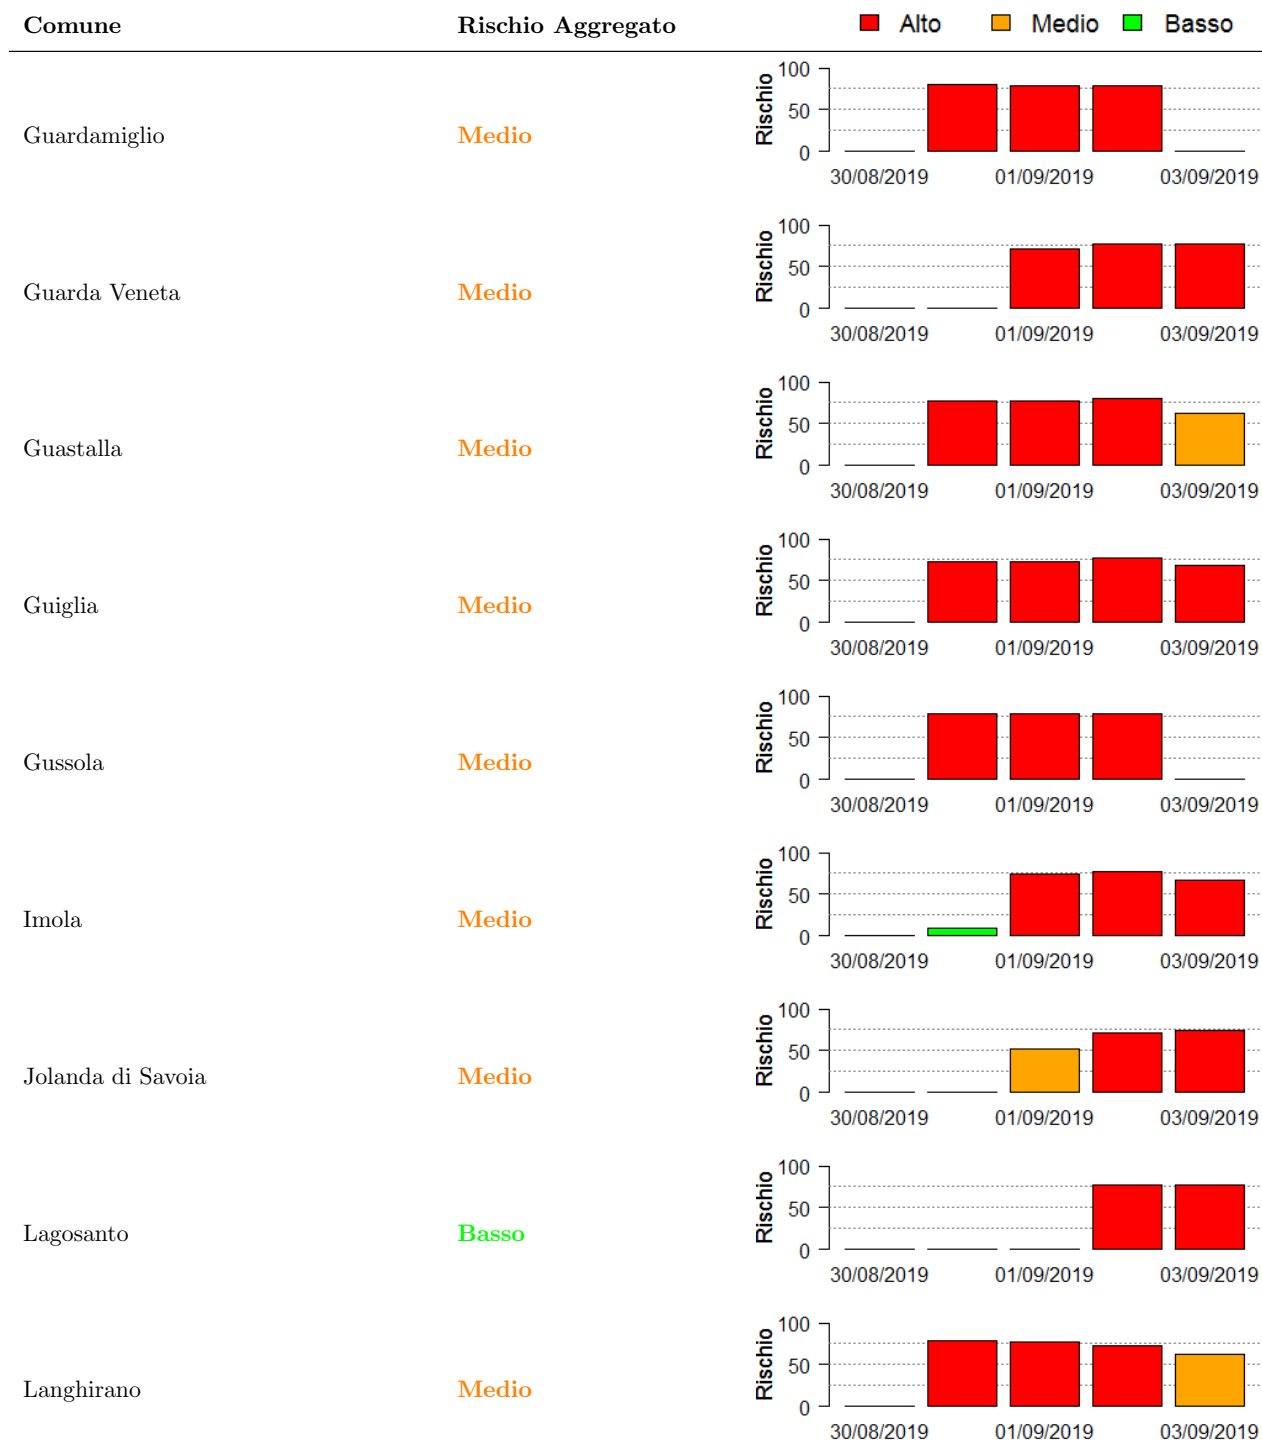 Comune Rischio Aggregato Alto Medio Basso
Guardamiglio Medio Rischio 100 50 0
30/08/2019 01/09/2019 03/09/2019
Guarda Veneta Medio Rischio 100 50 0
30/08/2019 01/09/2019 03/09/2019
Guastalla Medio Rischio 100 50 0
30/08/2019 01/09/2019 03/09/2019
Guiglia Medio Rischio 100 50 0
30/08/2019 01/09/2019 03/09/2019
Gussola Medio Rischio 100 50 0
30/08/2019 01/09/2019 03/09/2019
Imola Medio Rischio 100 50 0
30/08/2019 01/09/2019 03/09/2019
Jolanda di Savoia Medio Rischio 100 50 0
30/08/2019 01/09/2019 03/09/2019
Lagosanto Basso Rischio 100 50 0
30/08/2019 01/09/2019 03/09/2019
Langhirano Medio Rischio 100 50 0
30/08/2019 01/09/2019 03/09/2019